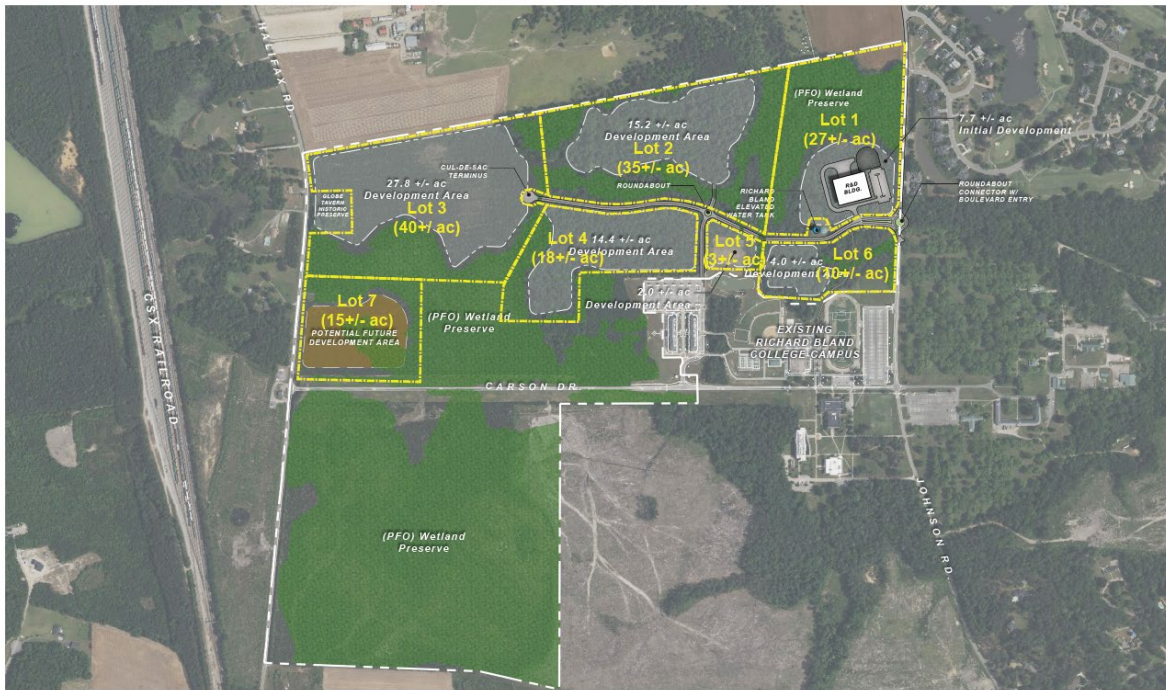 HALIFAX RD
(PFO) Wetland
Preserve
Lot 1
(27+/- ac)
7.7 +/- ac
Initial Development
15.2 +/- ac
Development Area
Lot 2
(35+/- ac)
CUL-DE-SAC
TERMINUS
ROUNDABOUT
RICHARD
BLAND
ELEVATED
WATER TANK
R&D
BLDG.
ROUNDABOUT
CONNECTOR W/
BOULEVARD ENTRY
27.8 +/- ac
Development Area
GLOBE
TAVERN
HISTORIC
PRESERVE
Lot 3
(40+/ ac)
Lot 4
(18+/- ac)
14.4 +/- ac
Development Area
Lot 5
(3+/- ac)
4.0 +/- ac
Development Area
Lot 6
(10+/- ac)
2.0 +/- ac
Development Area
Lot 7
(15+/- ac)
POTENTIAL FUTURE
DEVELOPMENT AREA
(PFO) Wetland
Preserve
EXISTING
RICHARD BLAND
COLLEGE CAMPUS
CSX RAILROAD
CARSON DR
JOHNSON RD
(PFO) Wetland
Preserve